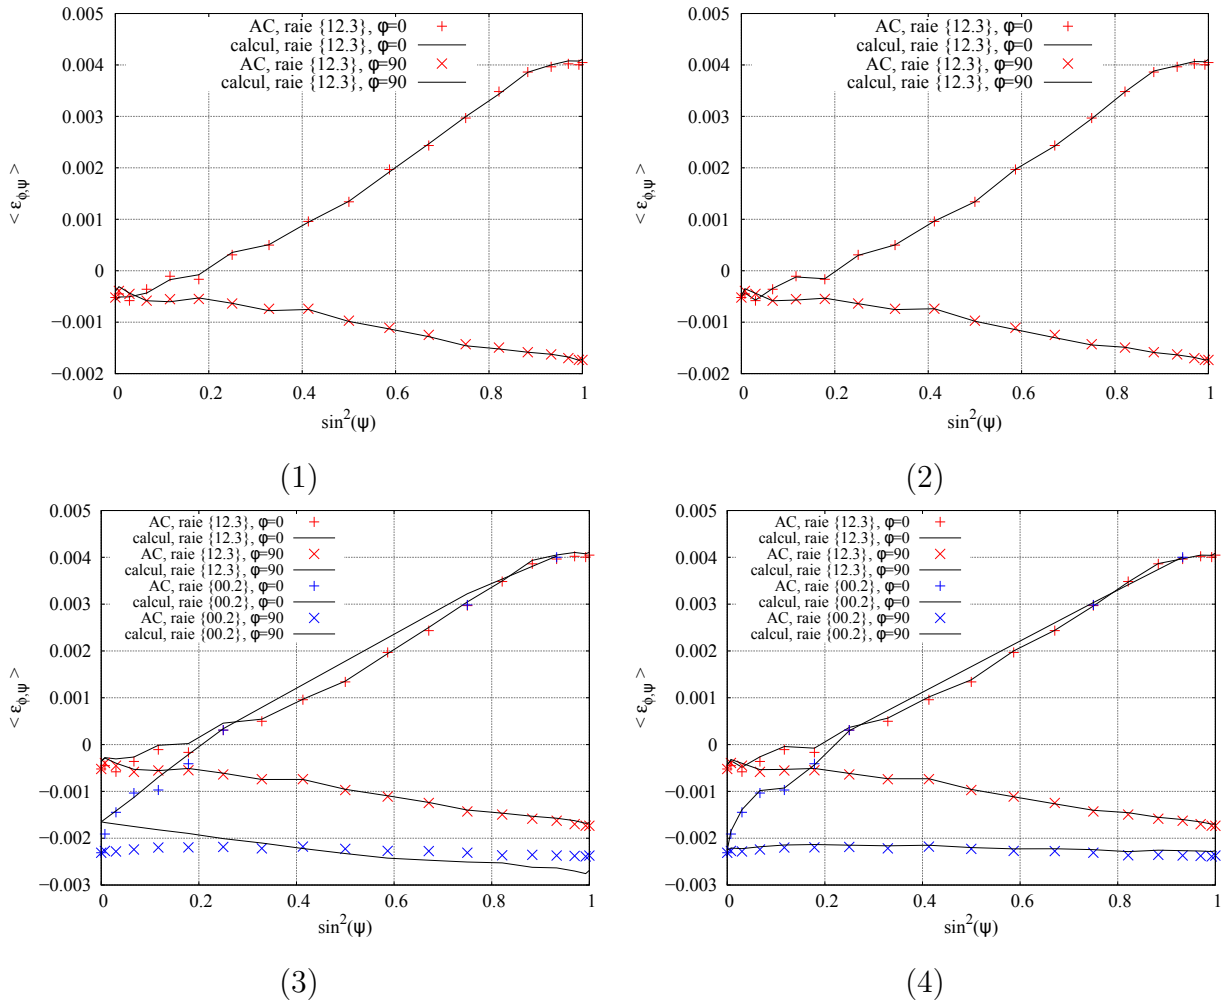 AC, raie {12.3}, φ=0
calcul, raie {12.3}, φ=0
AC, raie {12.3}, φ=90
calcul, raie {12.3}, φ=90
0.005
0.004
0.003
0.002
0.001
0
−0.001
−0.002
< εϕ,ψ >
0 0.2 0.4 0.6 0.8 1
sin²(ψ)
(1)
AC, raie {12.3}, φ=0
calcul, raie {12.3}, φ=0
AC, raie {12.3}, φ=90
calcul, raie {12.3}, φ=90
0.005
0.004
0.003
0.002
0.001
0
−0.001
−0.002
< εϕ,ψ >
0 0.2 0.4 0.6 0.8 1
sin²(ψ)
(2)
AC, raie {12.3}, φ=0
calcul, raie {12.3}, φ=0
AC, raie {12.3}, φ=90
calcul, raie {12.3}, φ=90
AC, raie {00.2}, φ=0
calcul, raie {00.2}, φ=0
AC, raie {00.2}, φ=90
calcul, raie {00.2}, φ=90
0.005
0.004
0.003
0.002
0.001
0
−0.001
−0.002
−0.003
< εϕ,ψ >
0 0.2 0.4 0.6 0.8 1
sin²(ψ)
(3)
AC, raie {12.3}, φ=0
calcul, raie {12.3}, φ=0
AC, raie {12.3}, φ=90
calcul, raie {12.3}, φ=90
AC, raie {00.2}, φ=0
calcul, raie {00.2}, φ=0
AC, raie {00.2}, φ=90
calcul, raie {00.2}, φ=90
0.005
0.004
0.003
0.002
0.001
0
−0.001
−0.002
−0.003
< εϕ,ψ >
0 0.2 0.4 0.6 0.8 1
sin²(ψ)
(4)